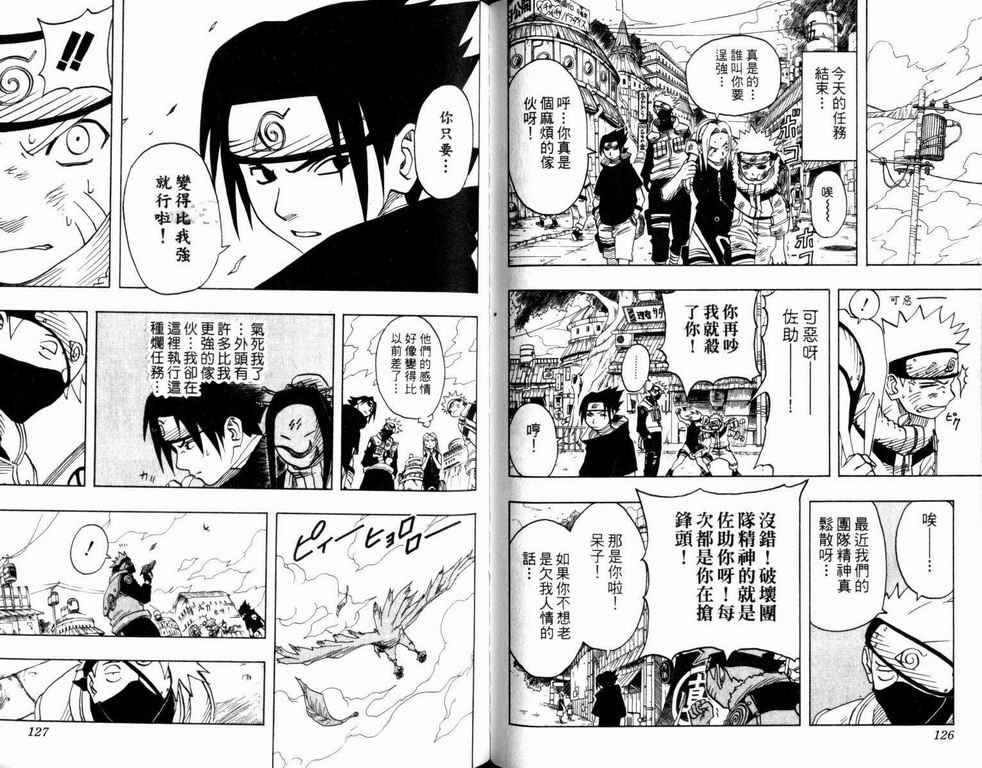 今天的任務
結束…
真是的…
誰叫你要
逞強…
呼…你真是
個麻煩的傢
伙呀！
唉～～
ボコ
ボコ
！
可惡
ピク
可惡呀
佐助
──！
你再吵
我就殺
了你！
………
哼！
唉……
最近我們的
團隊精神真
鬆散呀…
沒錯！破壞團
隊精神的就是
佐助你呀！每
次都是你在搶
鋒頭！
那是你啦！
呆子！
如果你不想老
是欠我人情的
話…
126
你只要…
變得比我強
就行啦！
!!
他們的感情
好像變得比
以前差了…
氣死我了
…外頭有
許多比我
更強的傢
伙…我卻在
這裡執行這
種爛任務…
ガリ
ピィーヒョロロー
！
127